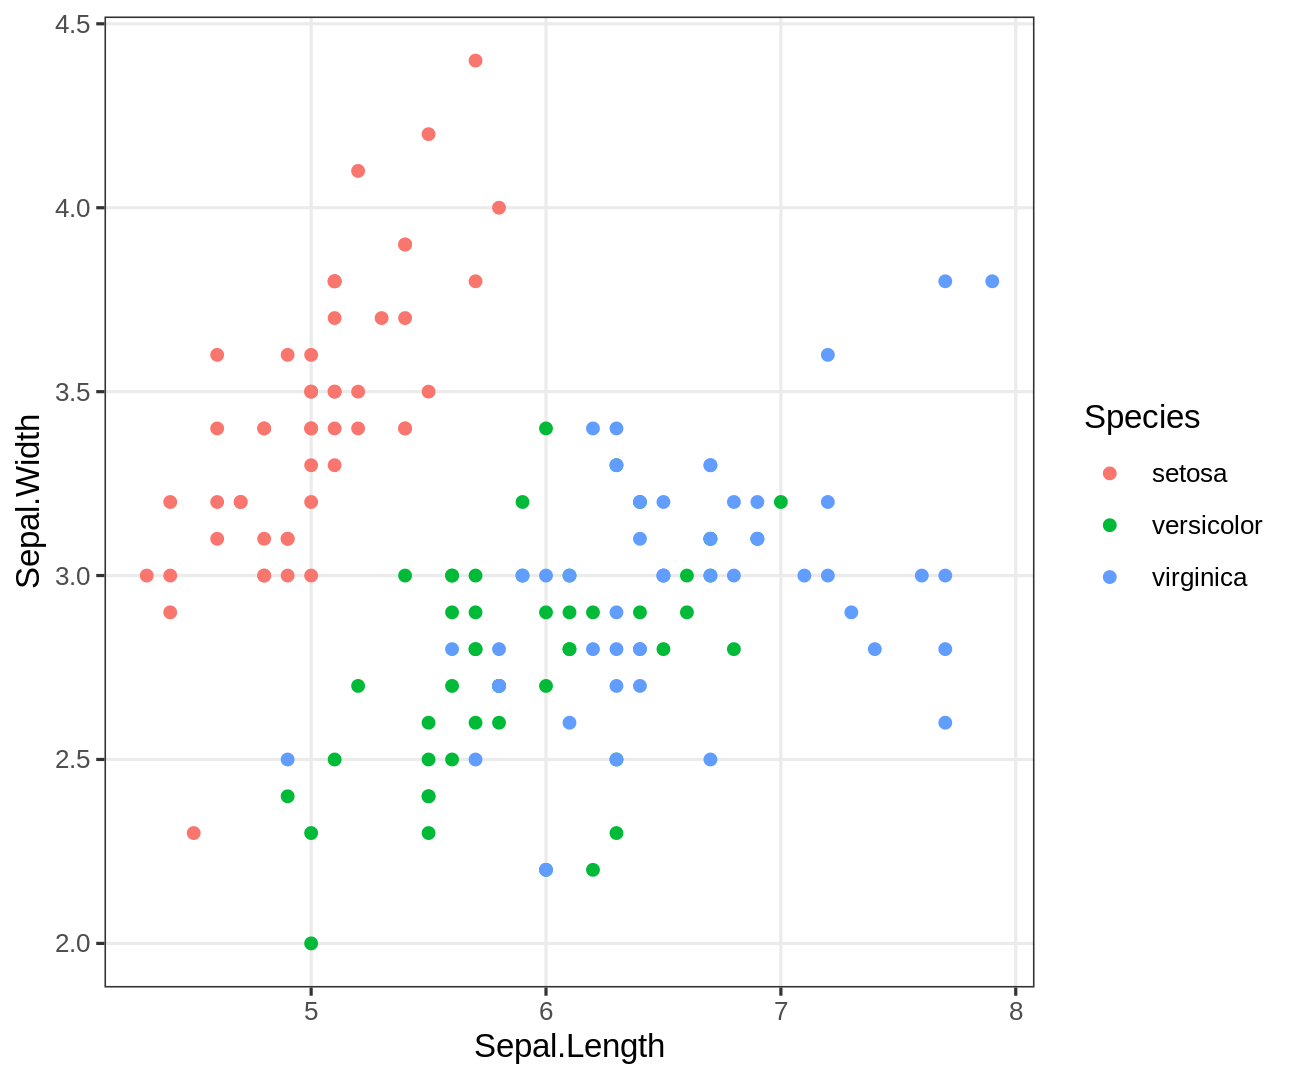 4.5
4.0
3.5
3.0
2.5
2.0
Sepal.Width
5 6 7 8
Sepal.Length
Species
setosa
versicolor
virginica